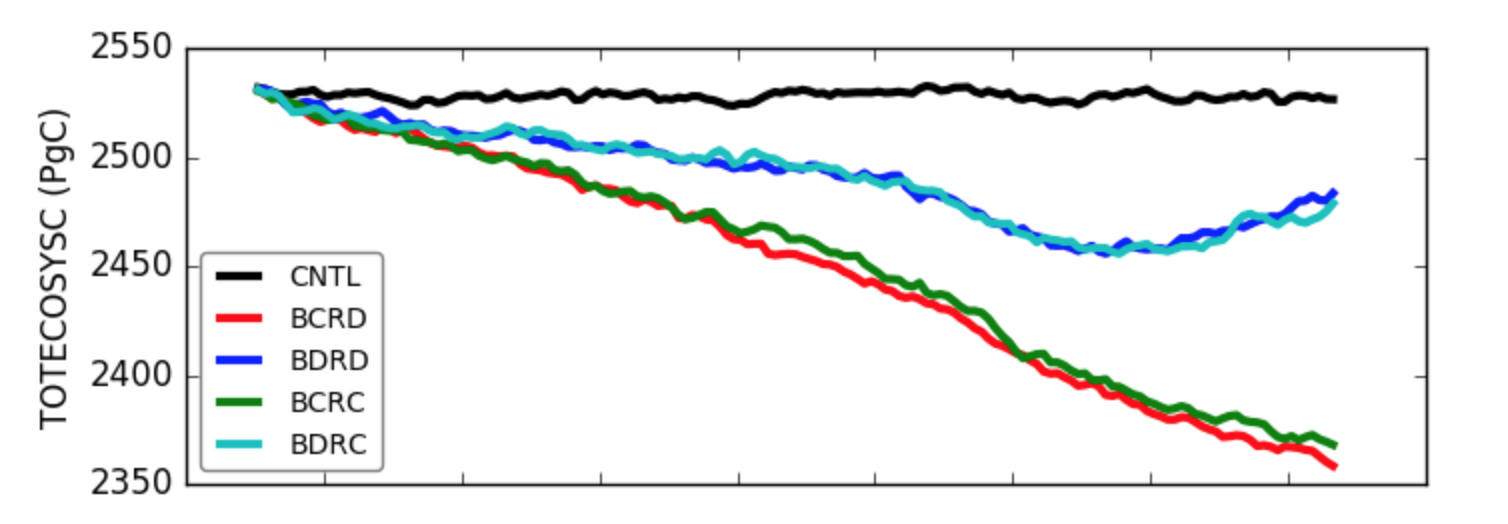 TOTECOSYSC (PgC)
2550
2500
2450
2400
2350
CNTL
BCRD
BDRD
BCRC
BDRC